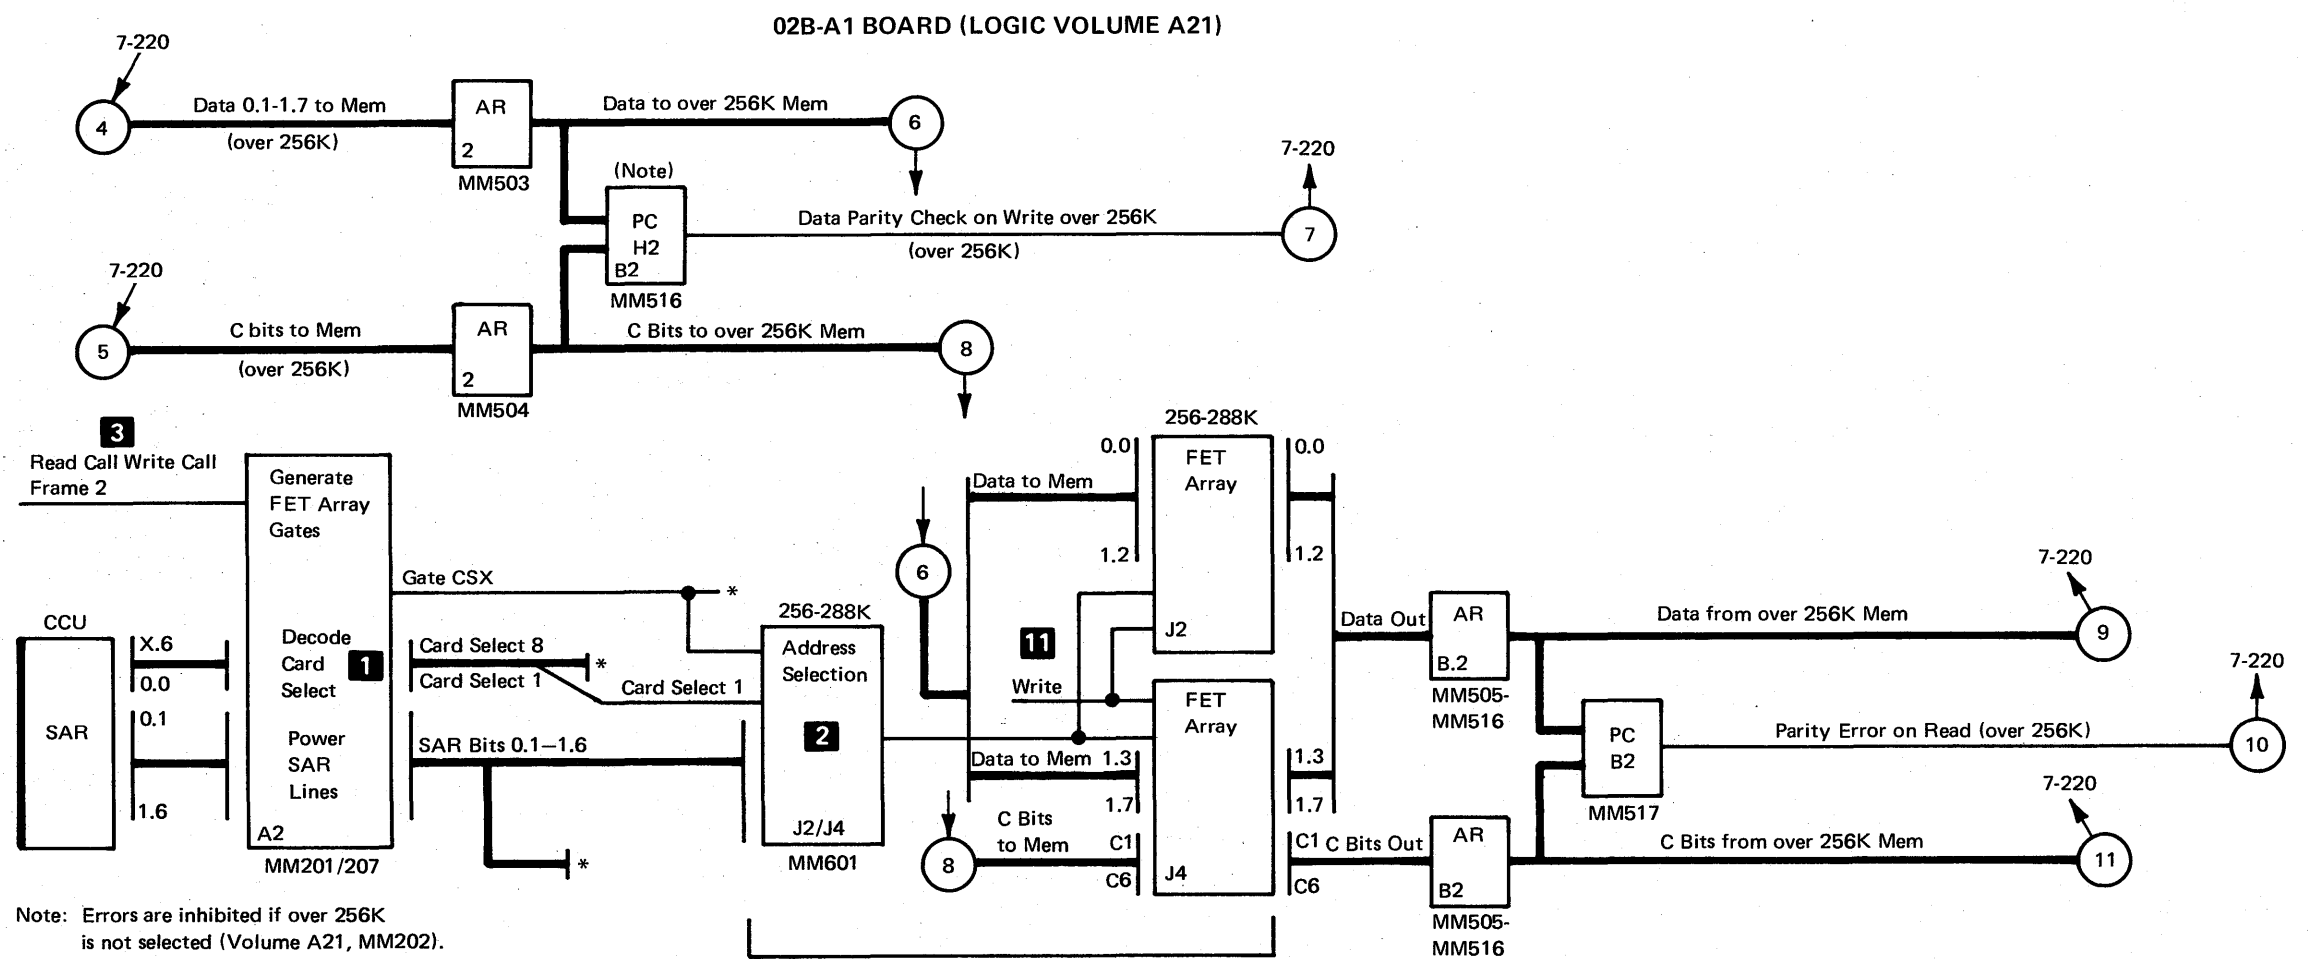 02B-A1 BOARD (LOGIC VOLUME A21)
7-220
4
Data 0.1-1.7 to Mem
(over 256K)
AR
2
MM503
Data to over 256K Mem
6
(Note)
PC
H2
B2
MM516
Data Parity Check on Write over 256K
(over 256K)
7-220
7
7-220
5
C bits to Mem
(over 256K)
AR
2
MM504
C Bits to over 256K Mem
8
3
Read Call Write Call
Frame 2
Generate
FET Array
Gates
Decode
Card
Select
1
Power
SAR
Lines
A2
MM201/207
CCU
SAR
X.6
0.0
0.1
1.6
Gate CSX
*
Card Select 8
*
Card Select 1
Card Select 1
SAR Bits 0.1–1.6
*
256-288K
Address
Selection
2
J2/J4
MM601
6
8
Data to Mem
0.0
1.2
256-288K
FET
Array
J2
0.0
1.2
11
Write
Data to Mem 1.3
1.7
C Bits
to Mem
C1
C6
FET
Array
J4
1.3
1.7
C1
C6
Data Out
AR
B.2
MM505-
MM516
Data from over 256K Mem
7-220
9
PC
B2
MM517
Parity Error on Read (over 256K)
7-220
10
C Bits Out
AR
B2
MM505-
MM516
C Bits from over 256K Mem
7-220
11
Note: Errors are inhibited if over 256K
is not selected (Volume A21, MM202).